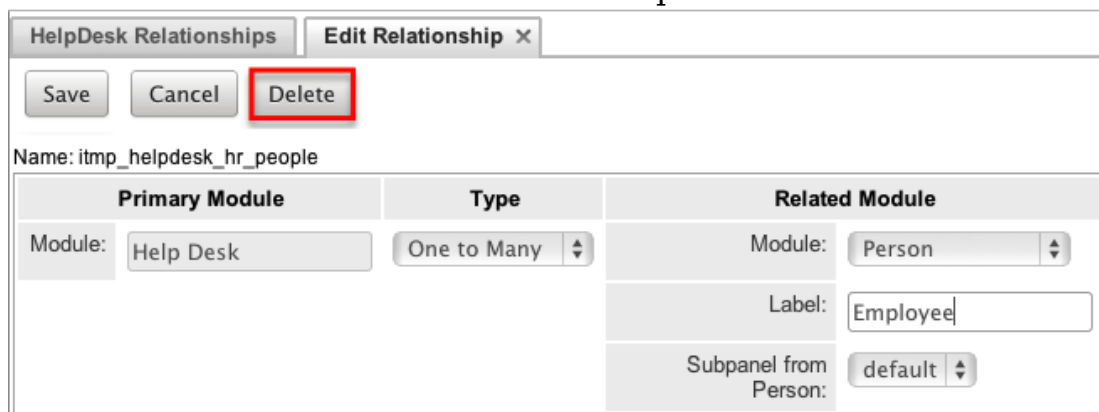 HelpDesk Relationships Edit Relationship ×
Save Cancel Delete
Name: itmp_helpdesk_hr_people
Primary Module Type Related Module
Module: Help Desk One to Many Module: Person
Label: Employee
Subpanel from Person: default